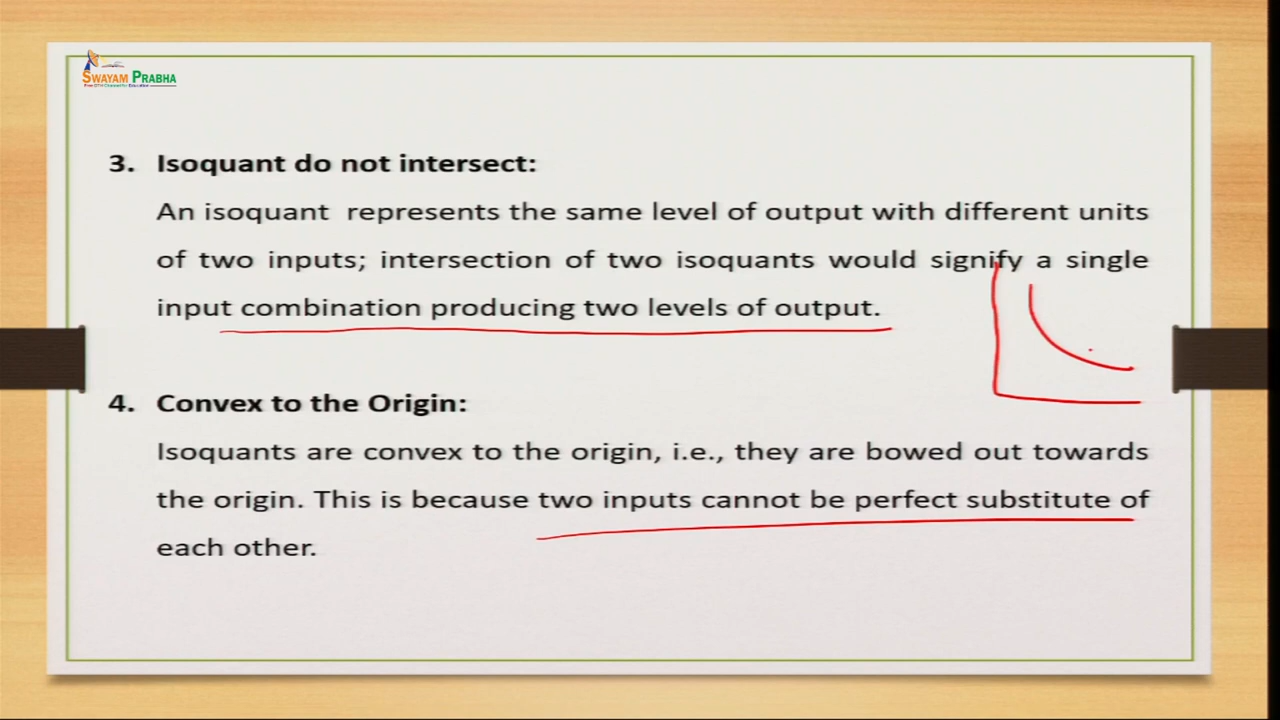 SWAYAM PRABHA
3. Isoquant do not intersect:
An isoquant represents the same level of output with different units
of two inputs; intersection of two isoquants would signify a single
input combination producing two levels of output.
4. Convex to the Origin:
Isoquants are convex to the origin, i.e., they are bowed out towards
the origin. This is because two inputs cannot be perfect substitute of
each other.